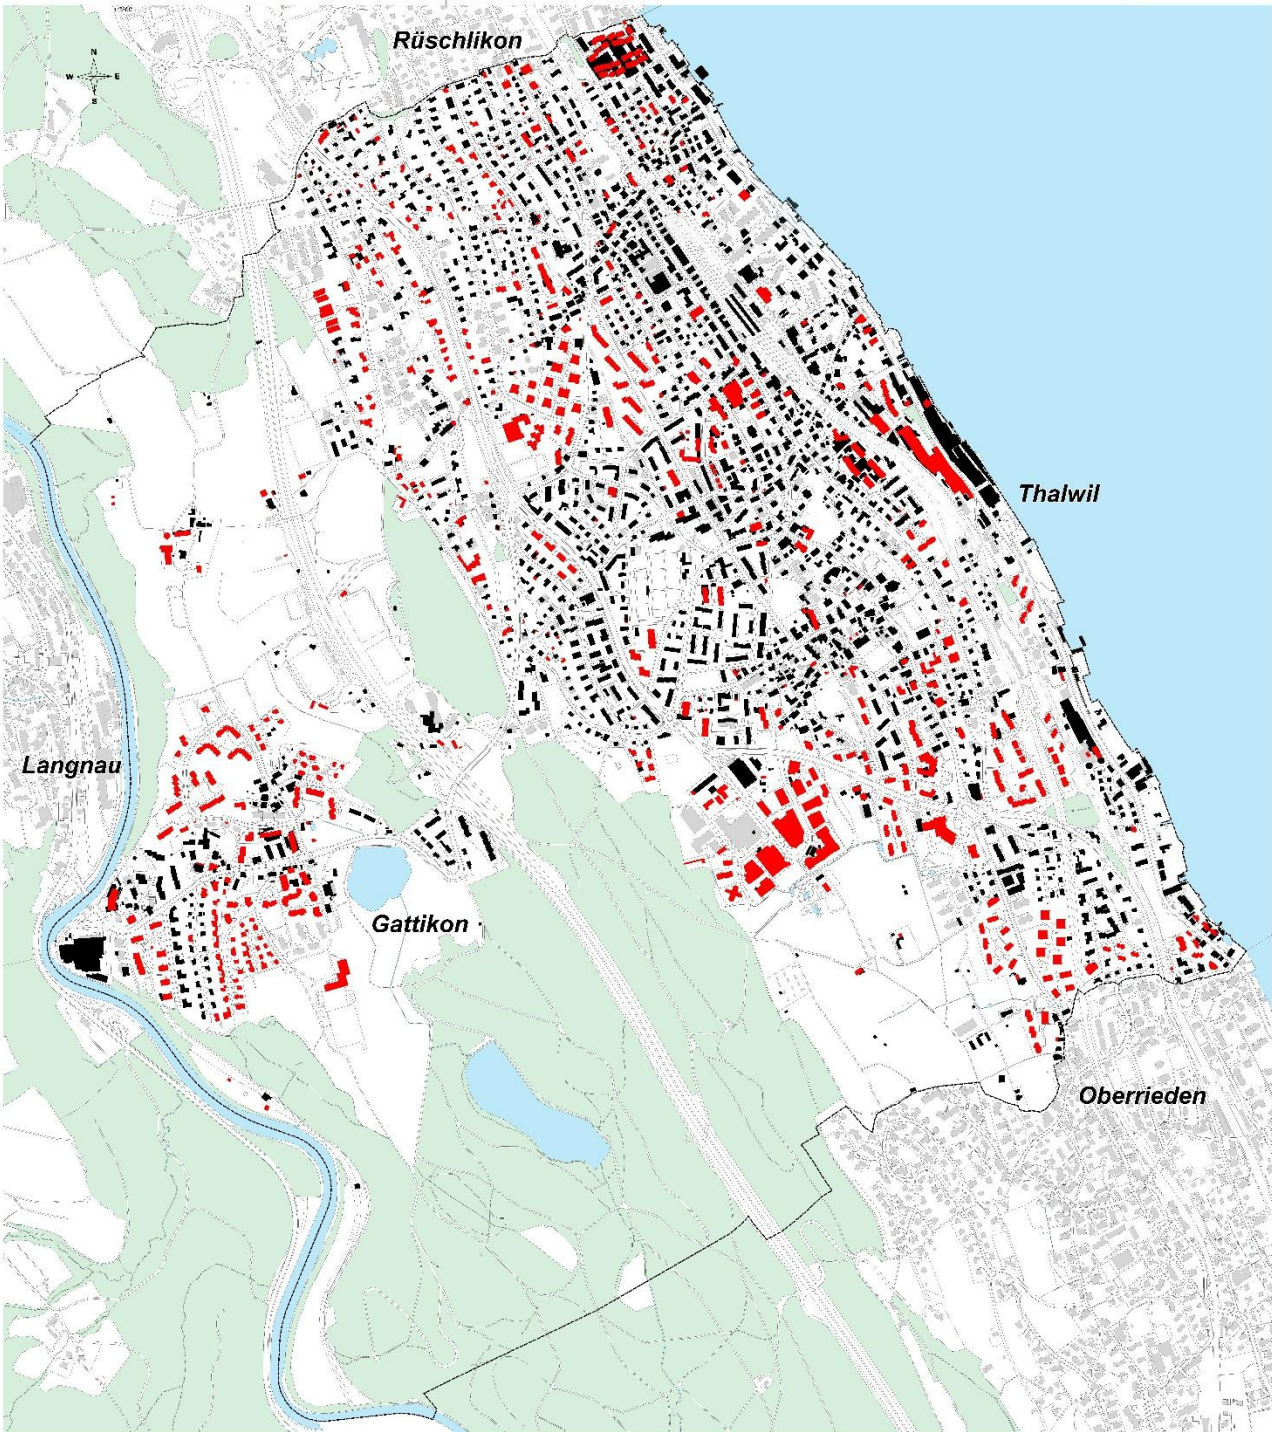 Rüschlikon
N
W E
S
Thalwil
Langnau
Gattikon
Oberrieden